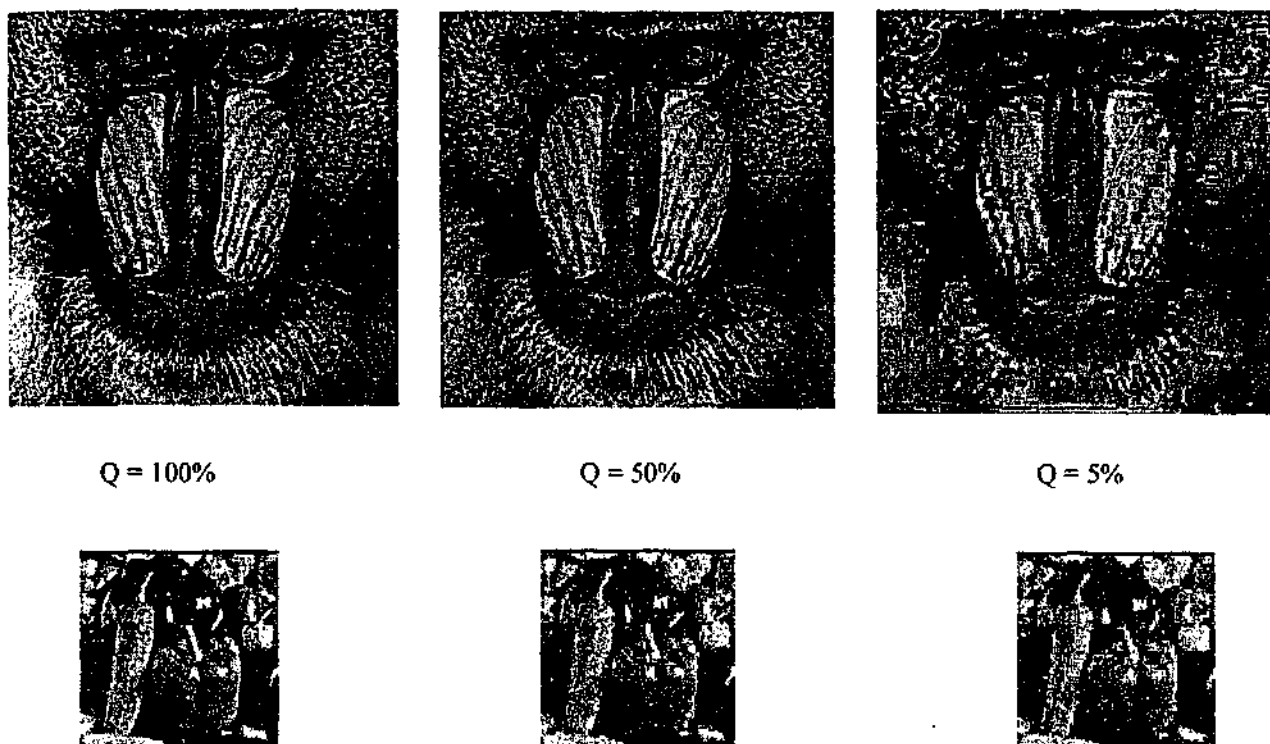 Q = 100%
Q = 50%
Q = 5%